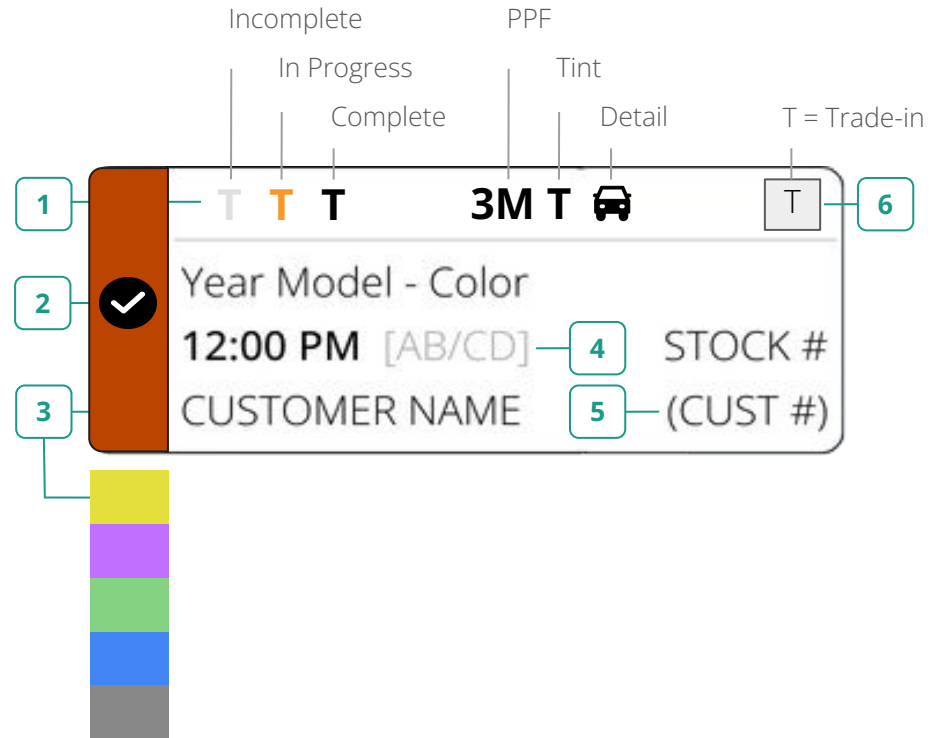 Incomplete PPF
In Progress Tint
Complete Detail T = Trade-in
1 T T T 3M T T 6
Year Model - Color
2
12:00 PM [AB/CD] 4 STOCK #
3 CUSTOMER NAME 5 (CUST #)